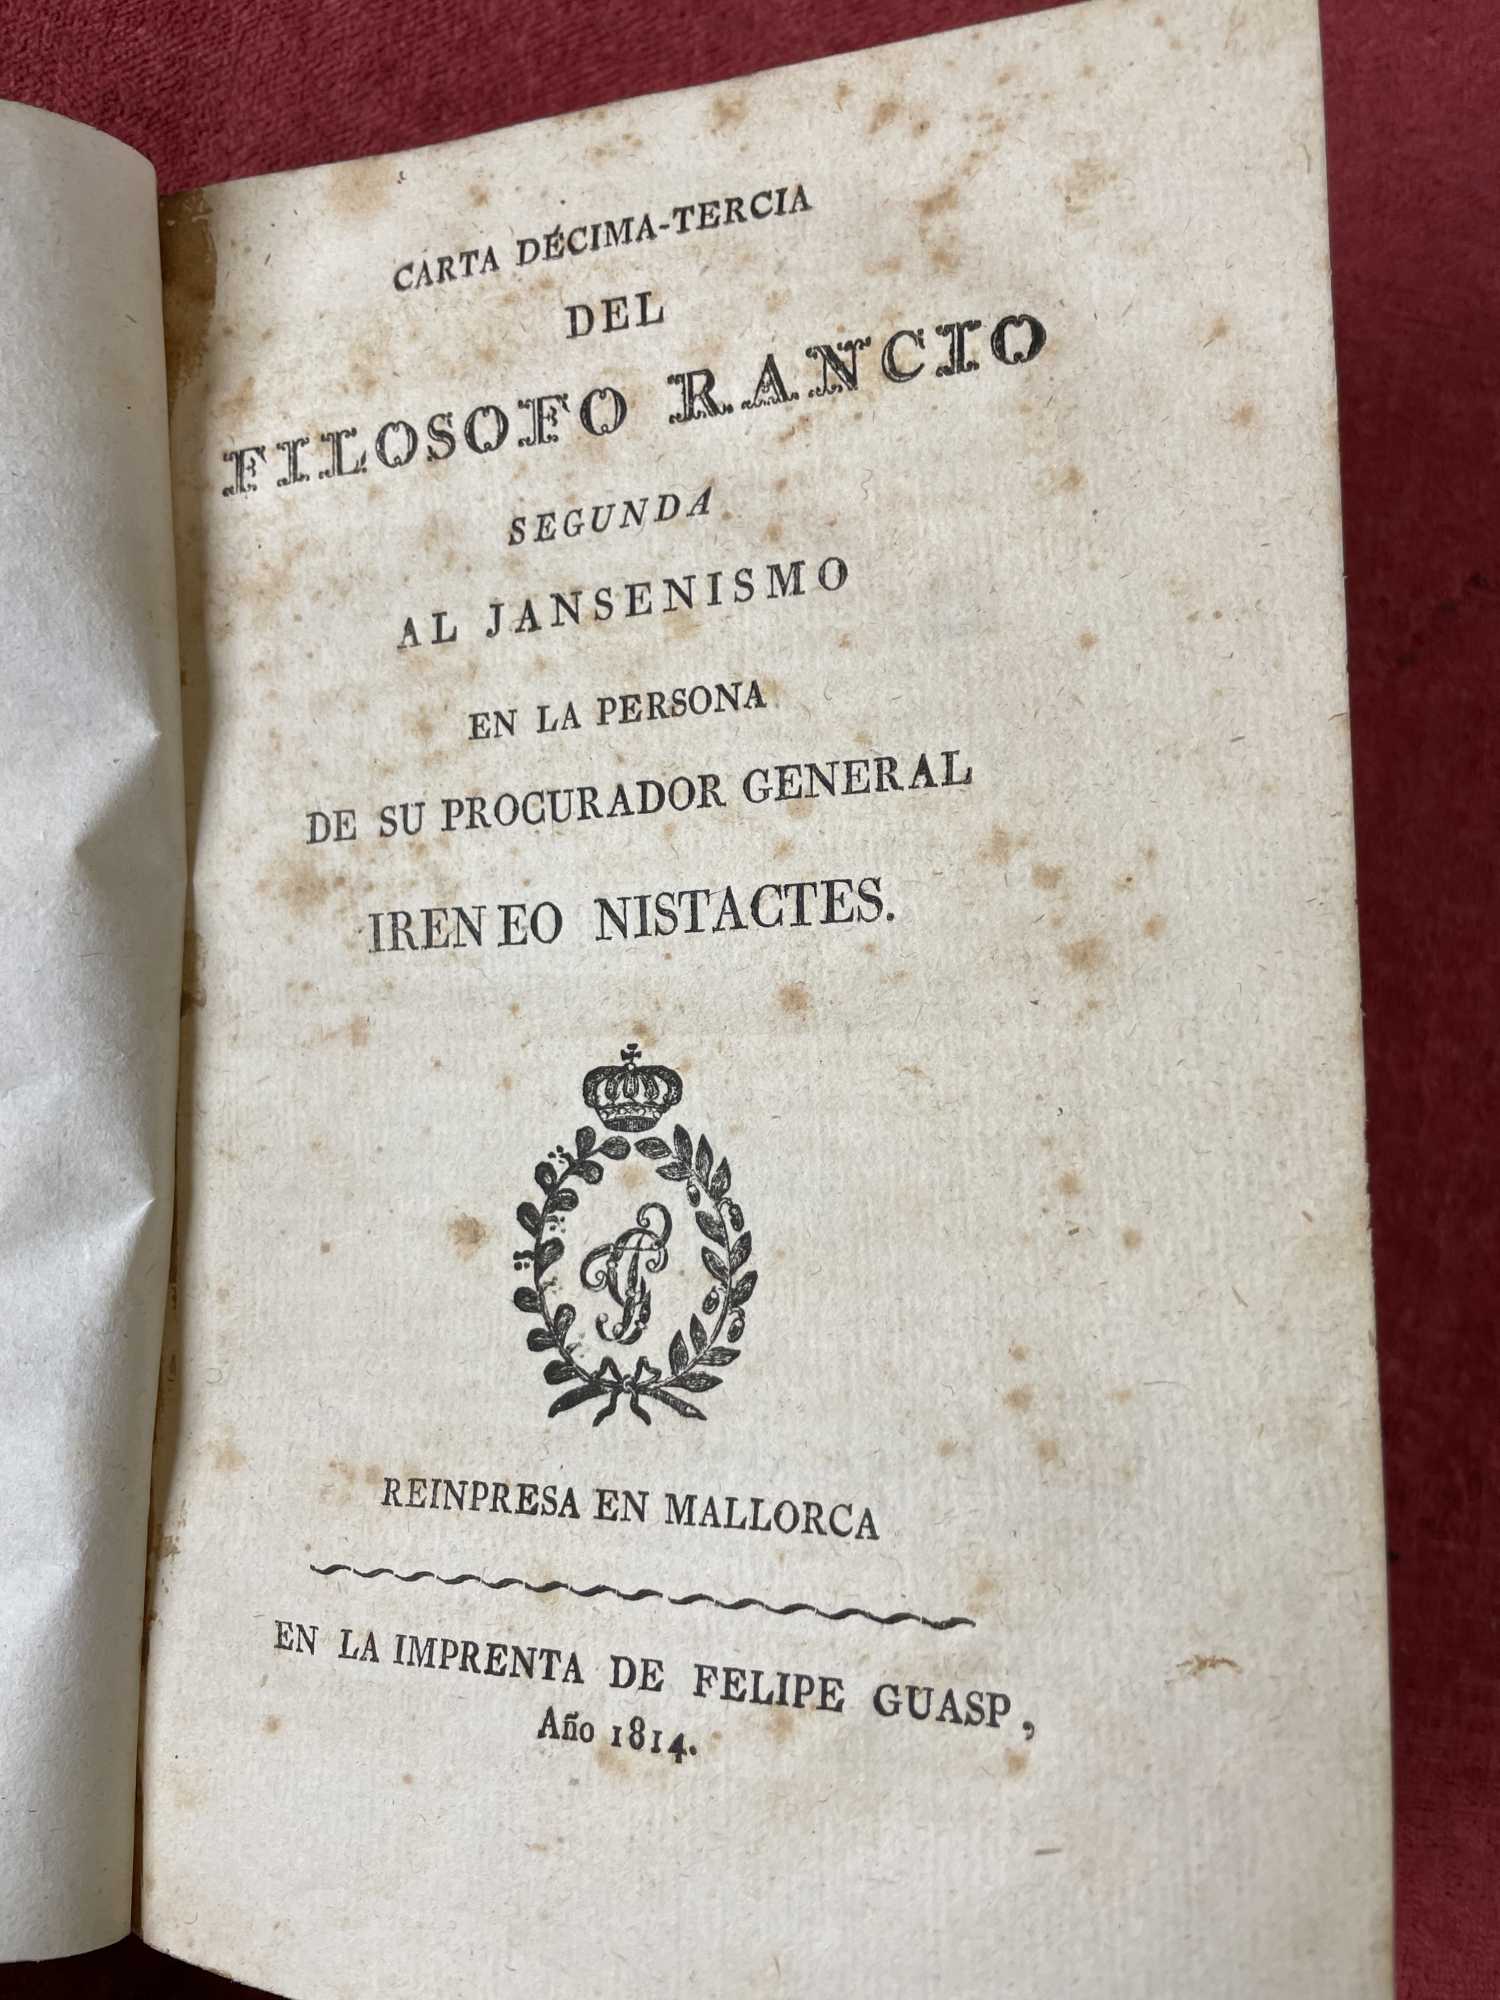 CARTA DÉCIMA-TERCIA
DEL
FILOSOFO RANCIO
SEGUNDA
AL JANSENISMO
EN LA PERSONA
DE SU PROCURADOR GENERAL
IRENEO NISTACTES.
REINPRESA EN MALLORCA
EN LA IMPRENTA DE FELIPE GUASP,
Año 1814.